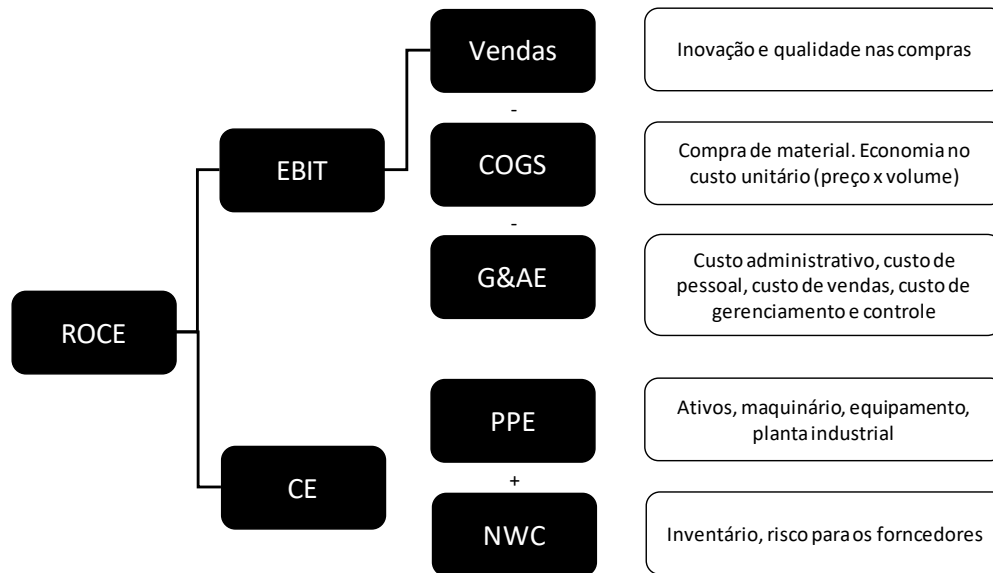 Vendas
Inovação e qualidade nas compras
-
EBIT
COGS
Compra de material. Economia no
custo unitário (preço x volume)
-
G&AE
Custo administrativo, custo de
pessoal, custo de vendas, custo de
gerenciamento e controle
ROCE
PPE
Ativos, maquinário, equipamento,
planta industrial
+
CE
NWC
Inventário, risco para os forncedores